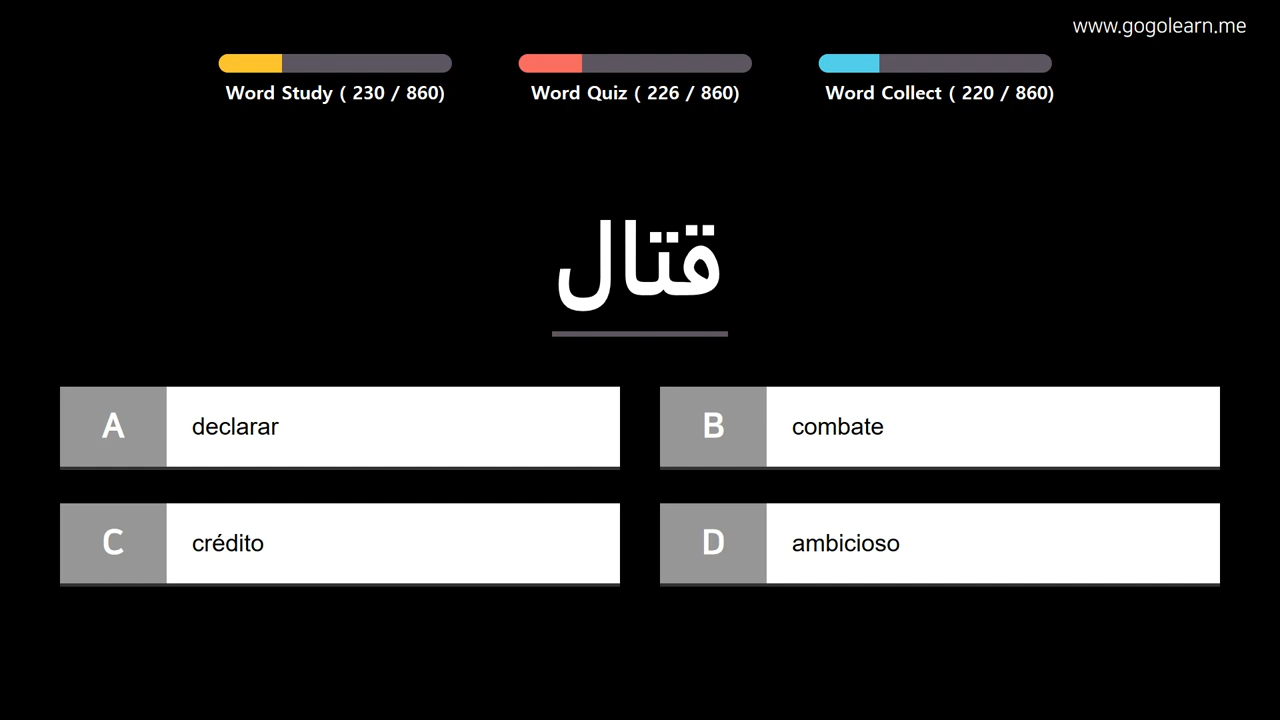 www.gogolearn.me
Word Study ( 230 / 860)
Word Quiz ( 226 / 860)
Word Collect ( 220 / 860)
قتال
A declarar
B combate
C crédito
D ambicioso